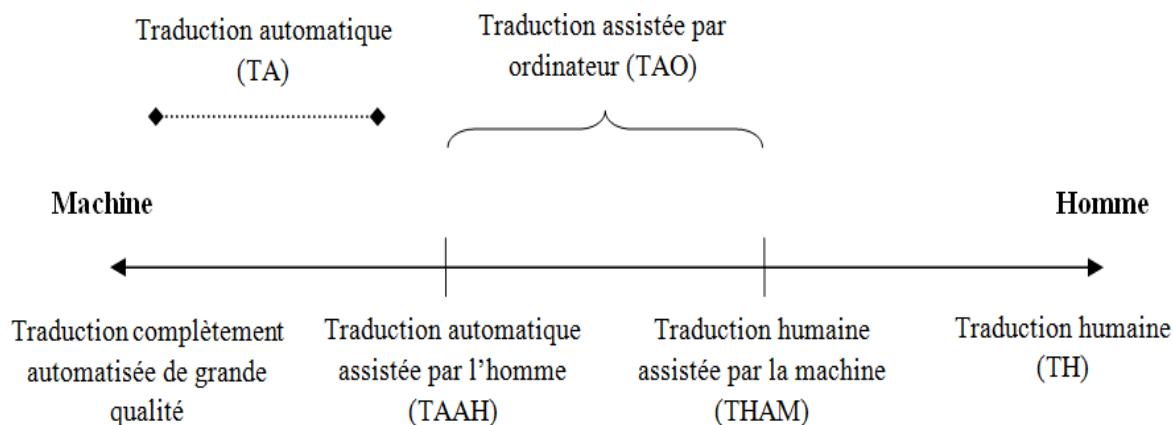 Traduction automatique
(TA)
Traduction assistée par
ordinateur (TAO)
Machine
Homme
Traduction complètement
automatisée de grande
qualité
Traduction automatique
assistée par l’homme
(TAAH)
Traduction humaine
assistée par la machine
(THAM)
Traduction humaine
(TH)